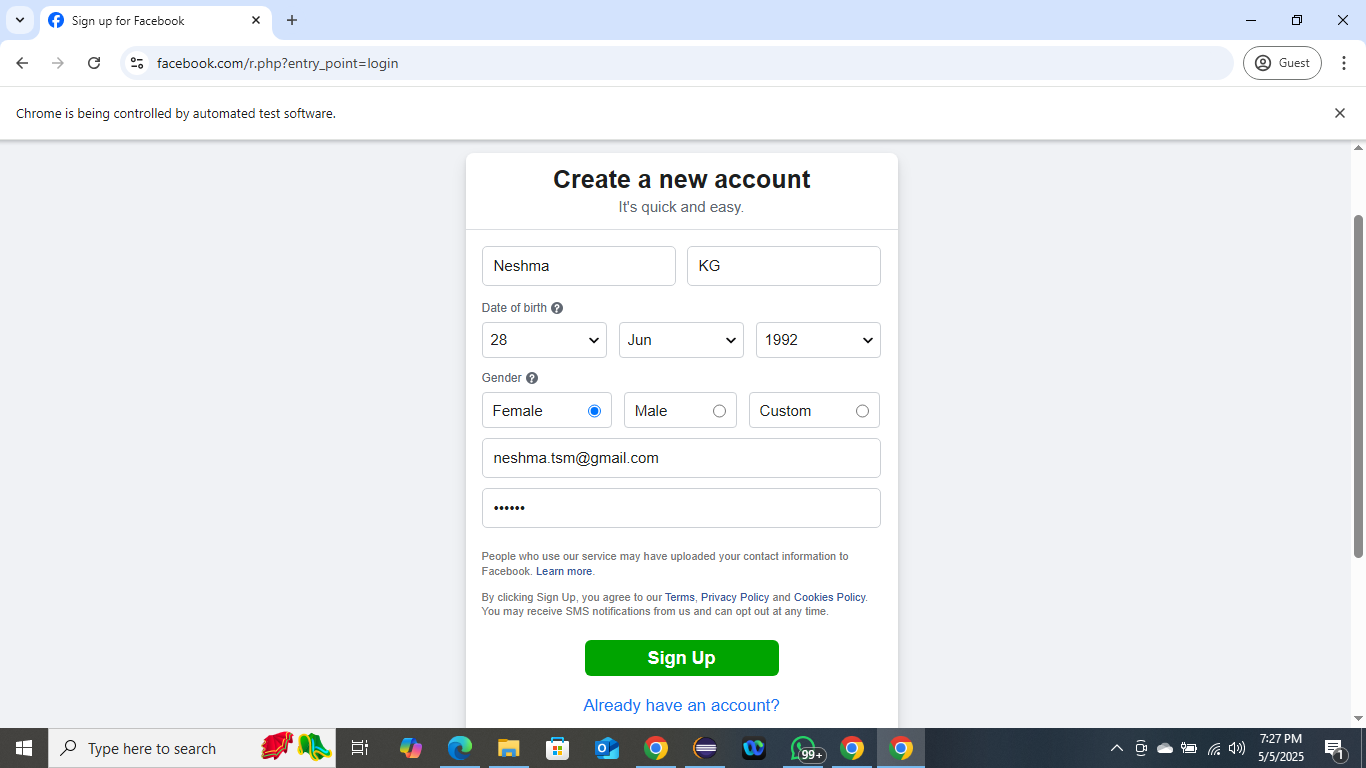 Sign up for Facebook
facebook.com/r.php?entry_point=login
Guest
Chrome is being controlled by automated test software.
Create a new account
It's quick and easy.
Neshma KG
Date of birth ?
28 Jun 1992
Gender ?
Female Male Custom
neshma.tsm@gmail.com
••••••
People who use our service may have uploaded your contact information to
Facebook. Learn more.
By clicking Sign Up, you agree to our Terms, Privacy Policy and Cookies Policy.
You may receive SMS notifications from us and can opt out at any time.
Sign Up
Already have an account?
Type here to search
99+
7:27 PM
5/5/2025
1